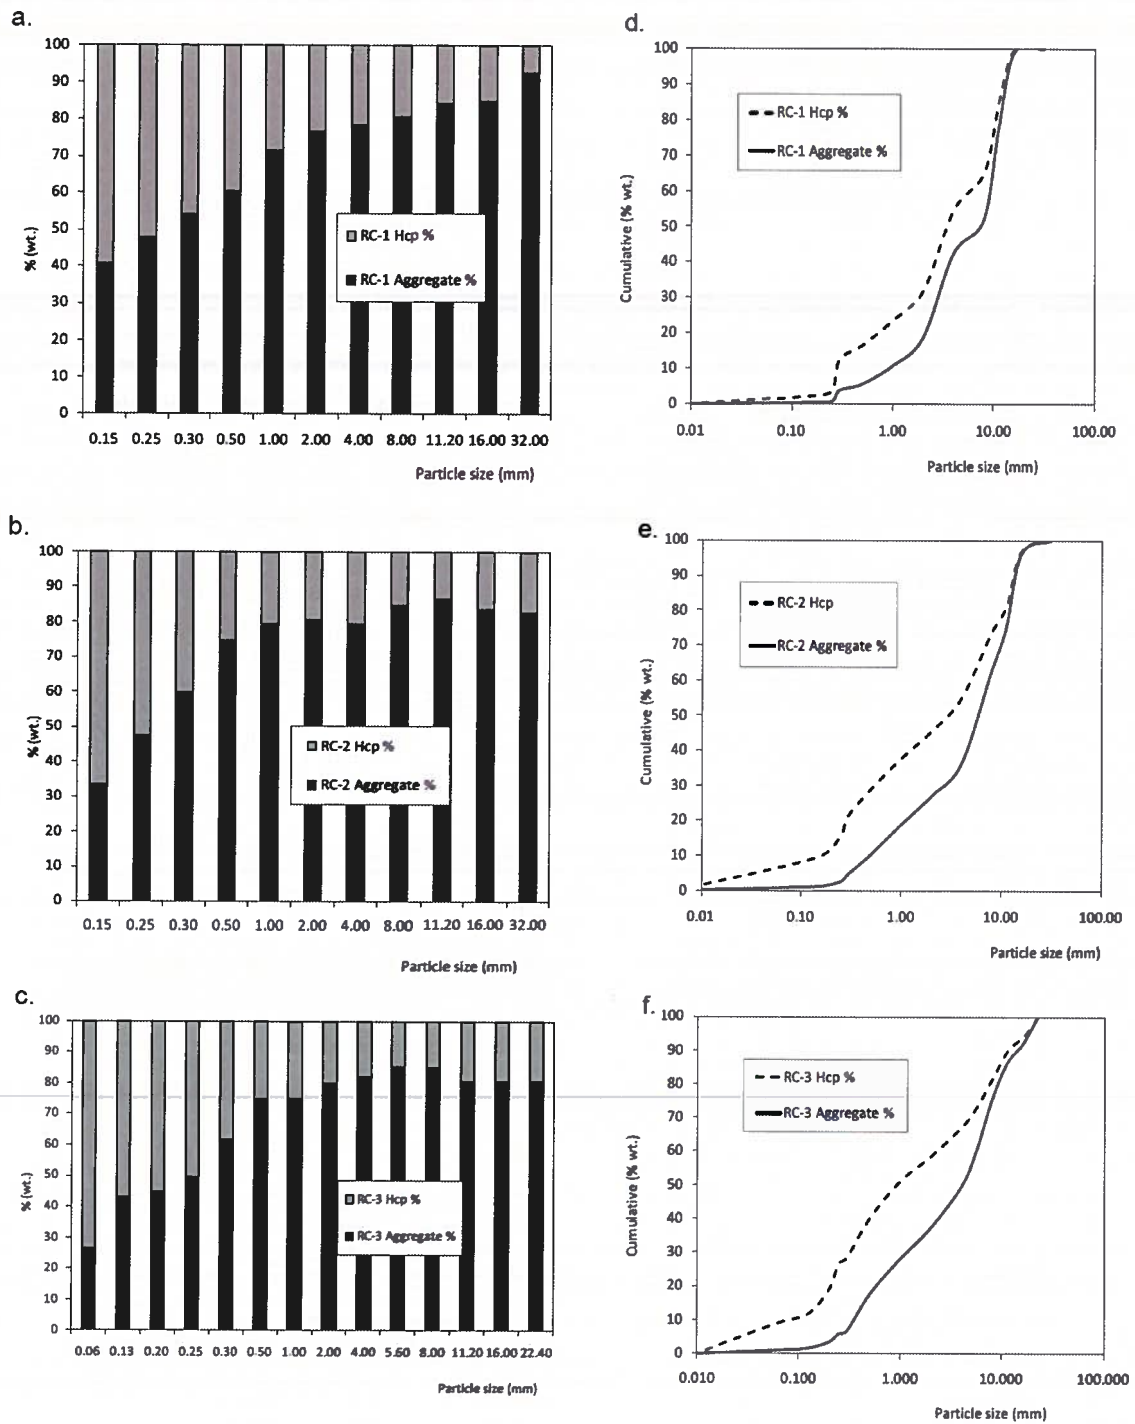 a.
100
90
80
70
60
50
40
30
20
10
0
% (wt.)
RC-1 Hcp %
RC-1 Aggregate %
0.15 0.25 0.30 0.50 1.00 2.00 4.00 8.00 11.20 16.00 32.00
Particle size (mm)
d.
100
90
80
70
60
50
40
30
20
10
0
Cumulative (% wt.)
RC-1 Hcp %
RC-1 Aggregate %
0.01 0.10 1.00 10.00 100.00
Particle size (mm)
b.
100
90
80
70
60
50
40
30
20
10
0
% (wt.)
RC-2 Hcp %
RC-2 Aggregate %
0.15 0.25 0.30 0.50 1.00 2.00 4.00 8.00 11.20 16.00 32.00
Particle size (mm)
e.
100
90
80
70
60
50
40
30
20
10
0
Cumulative (% wt.)
RC-2 Hcp
RC-2 Aggregate %
0.01 0.10 1.00 10.00 100.00
Particle size (mm)
c.
100
90
80
70
60
50
40
30
20
10
0
% (wt.)
RC-3 Hcp %
RC-3 Aggregate %
0.06 0.13 0.20 0.25 0.30 0.50 1.00 2.00 4.00 5.60 8.00 11.20 16.00 22.40
Particle size (mm)
f.
100
90
80
70
60
50
40
30
20
10
0
Cumulative (% wt.)
RC-3 Hcp %
RC-3 Aggregate %
0.010 0.100 1.000 10.000 100.000
Particle size (mm)